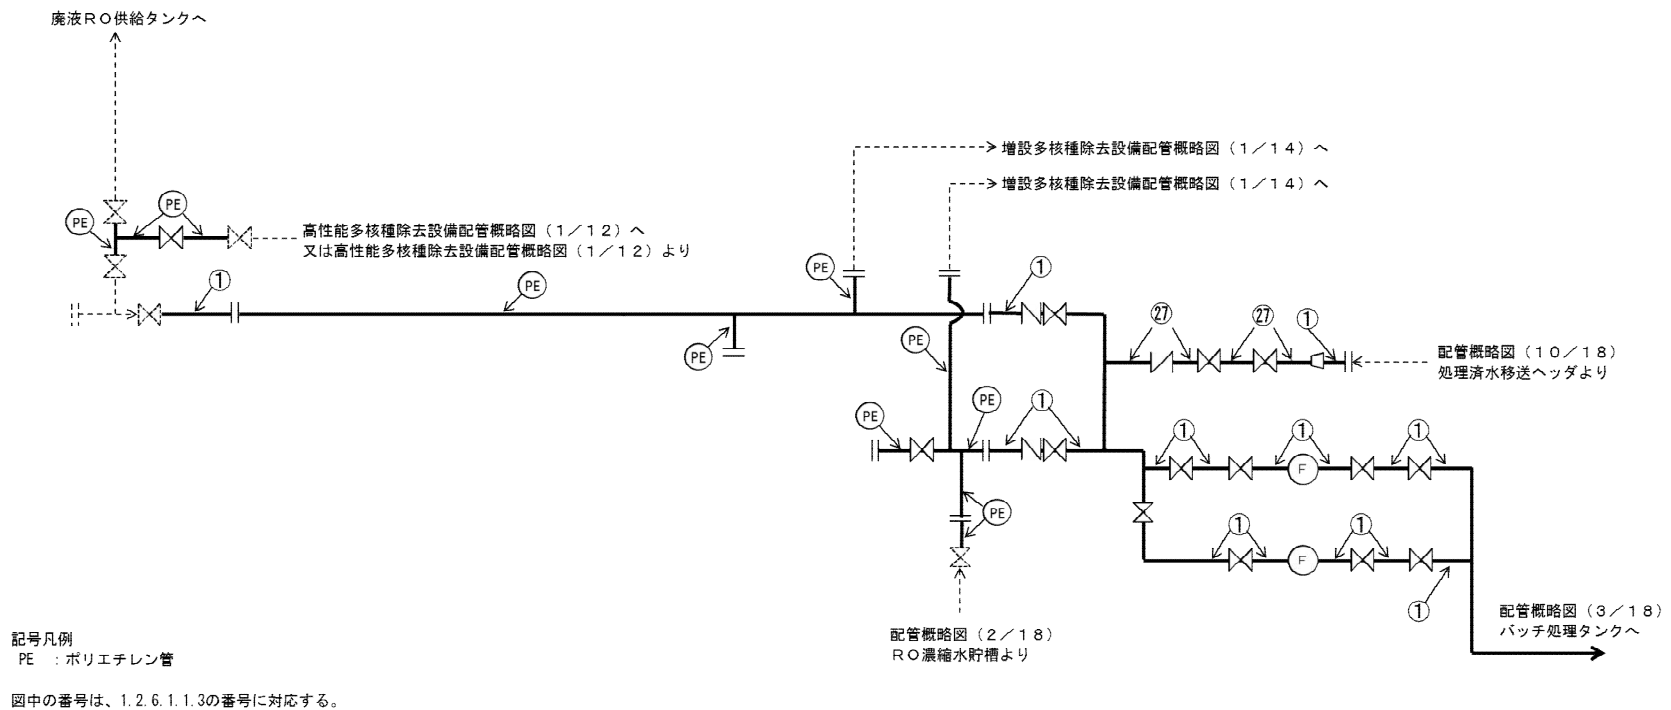 廃液RO供給タンクへ
増設多核種除去設備配管概略図(1/14)へ
増設多核種除去設備配管概略図(1/14)へ
PE
PE
高性能多核種除去設備配管概略図(1/12)へ
又は高性能多核種除去設備配管概略図(1/12)より
①
PE
PE
①
PE
PE
㉗
㉗
①
配管概略図(10/18)
処理済水移送ヘッダより
PE
PE
①
①
①
①
F
PE
①
①
F
①
配管概略図(2/18)
RO濃縮水貯槽より
配管概略図(3/18)
バッチ処理タンクへ
記号凡例
PE :ポリエチレン管
図中の番号は、1.2.6.1.1.3の番号に対応する。